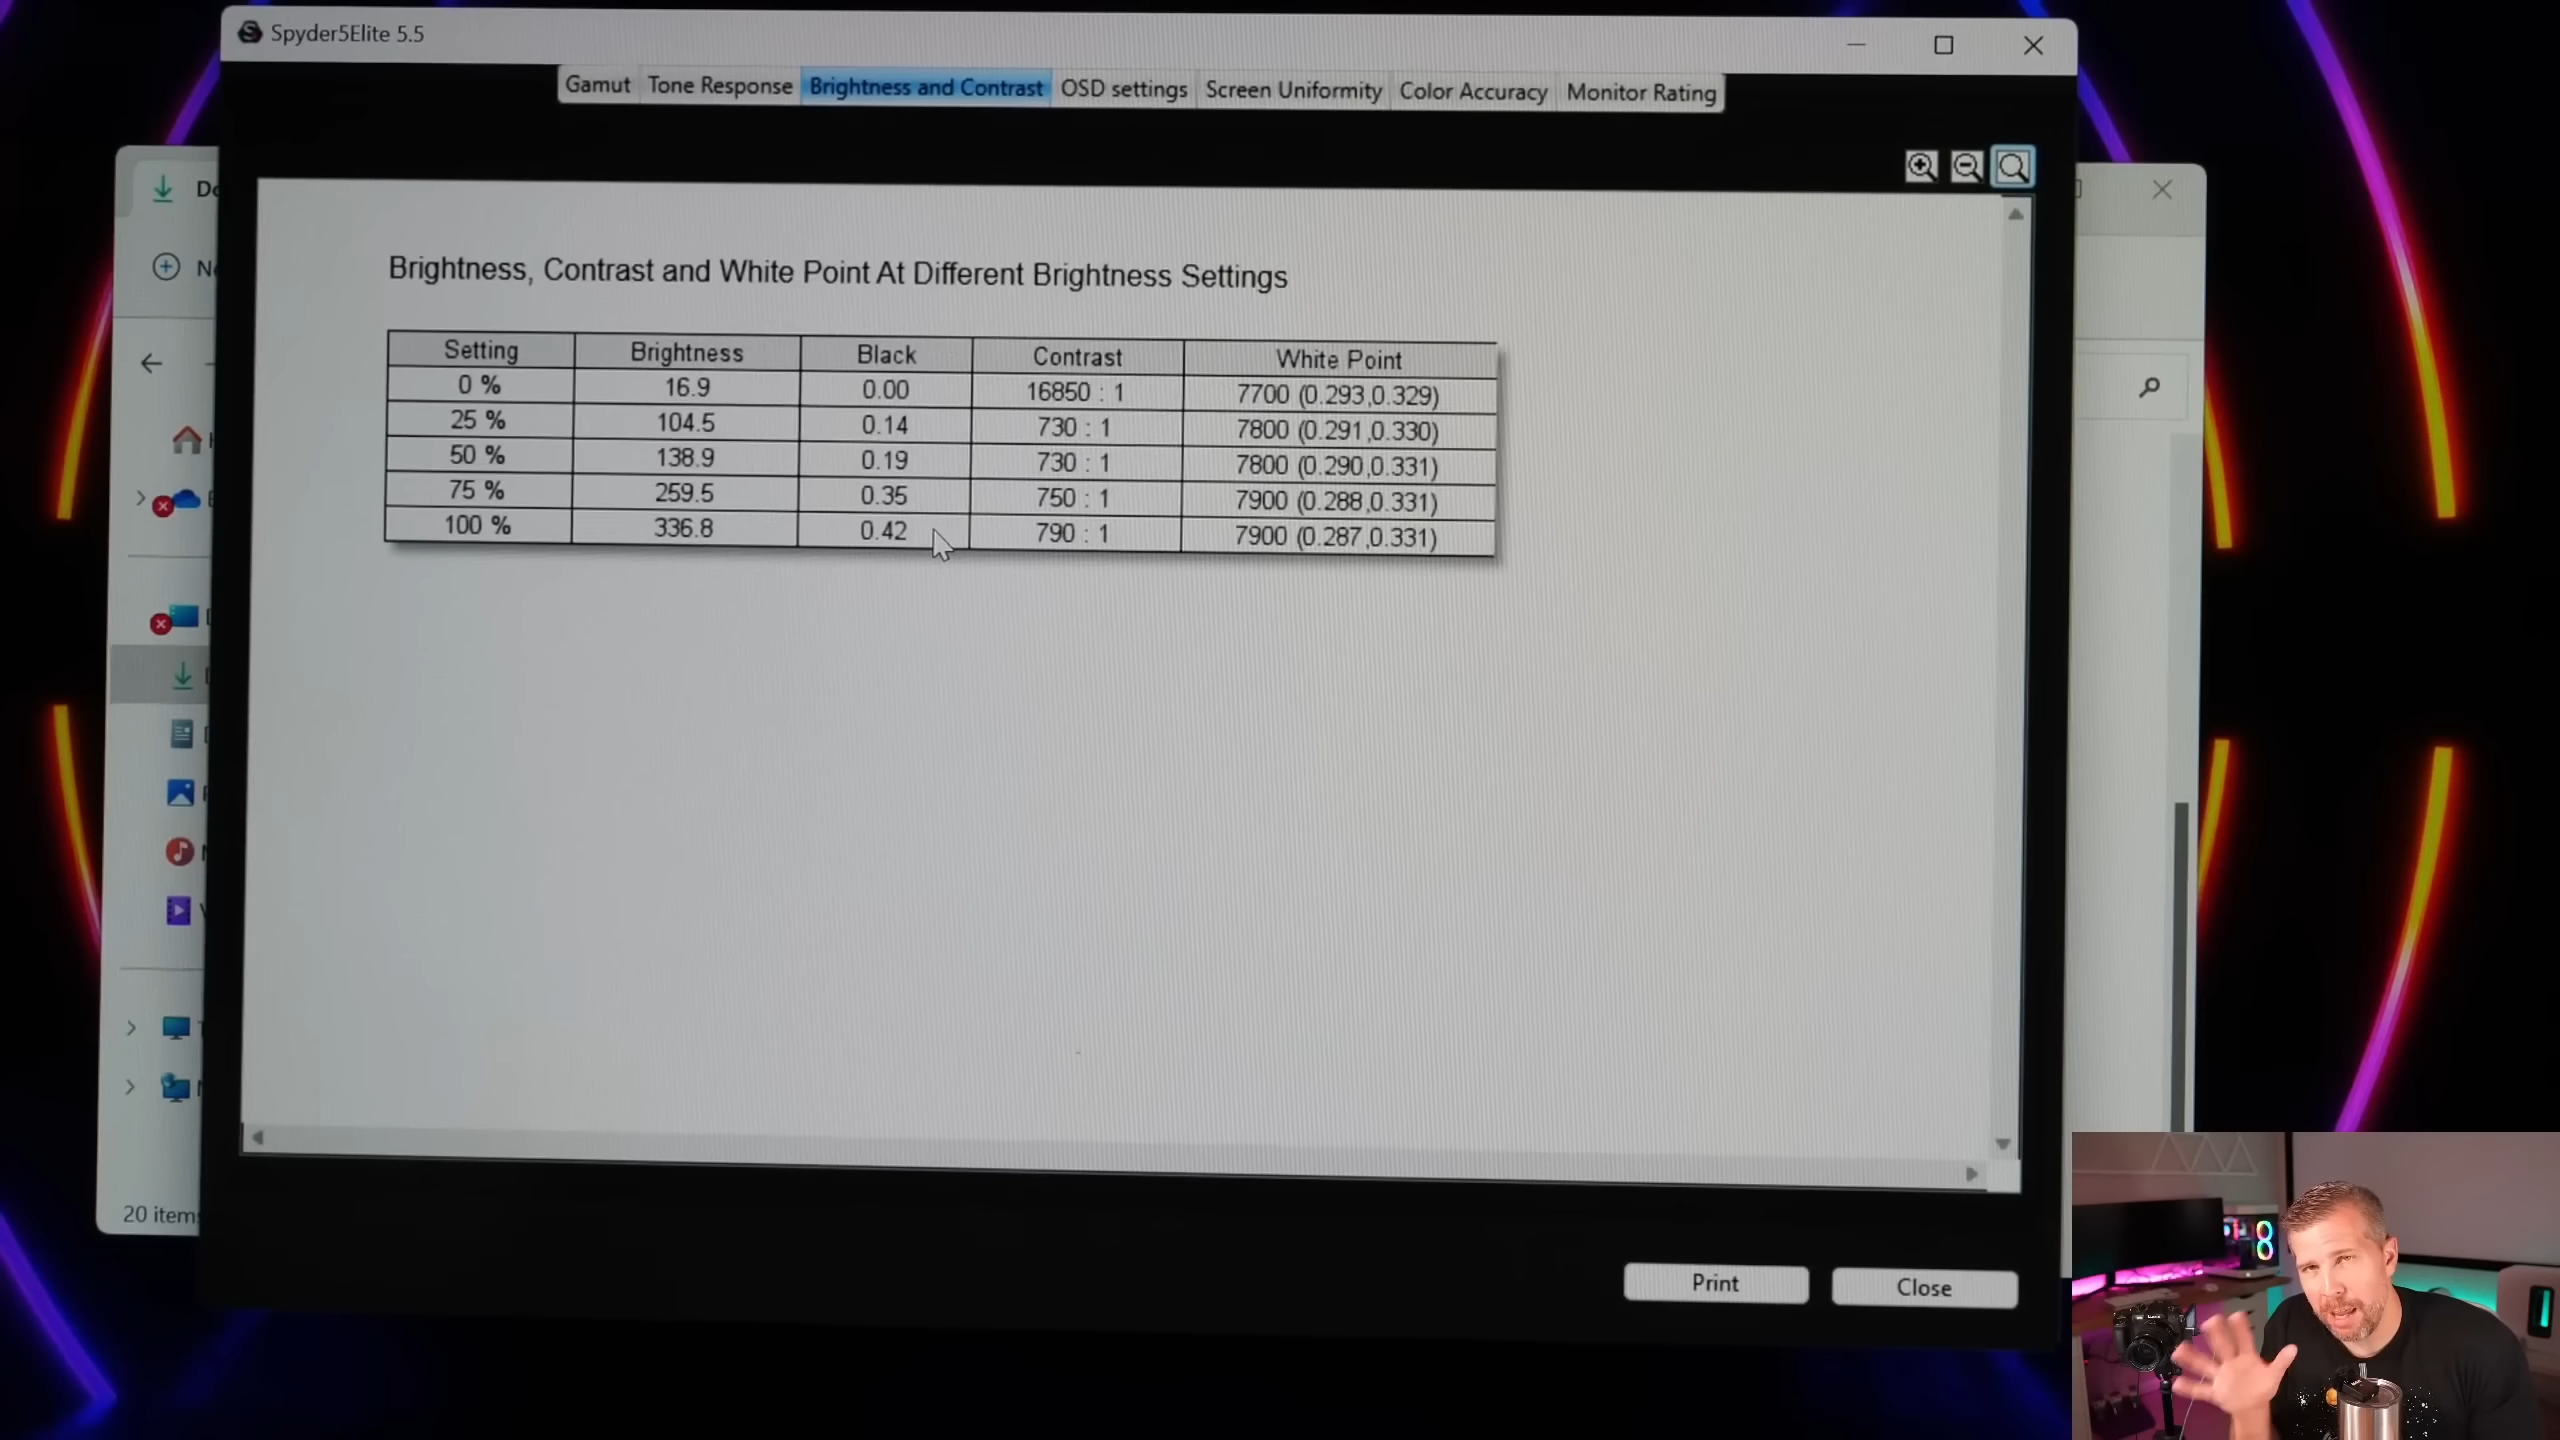 Spyder5Elite 5.5
Gamut Tone Response Brightness and Contrast OSD settings Screen Uniformity Color Accuracy Monitor Rating
Brightness, Contrast and White Point At Different Brightness Settings
Setting Brightness Black Contrast White Point
0 % 16.9 0.00 16850 : 1 7700 (0.293,0.329)
25 % 104.5 0.14 730 : 1 7800 (0.291,0.330)
50 % 138.9 0.19 730 : 1 7800 (0.290,0.331)
75 % 259.5 0.35 750 : 1 7900 (0.288,0.331)
100 % 336.8 0.42 790 : 1 7900 (0.287,0.331)
20 item
Print Close